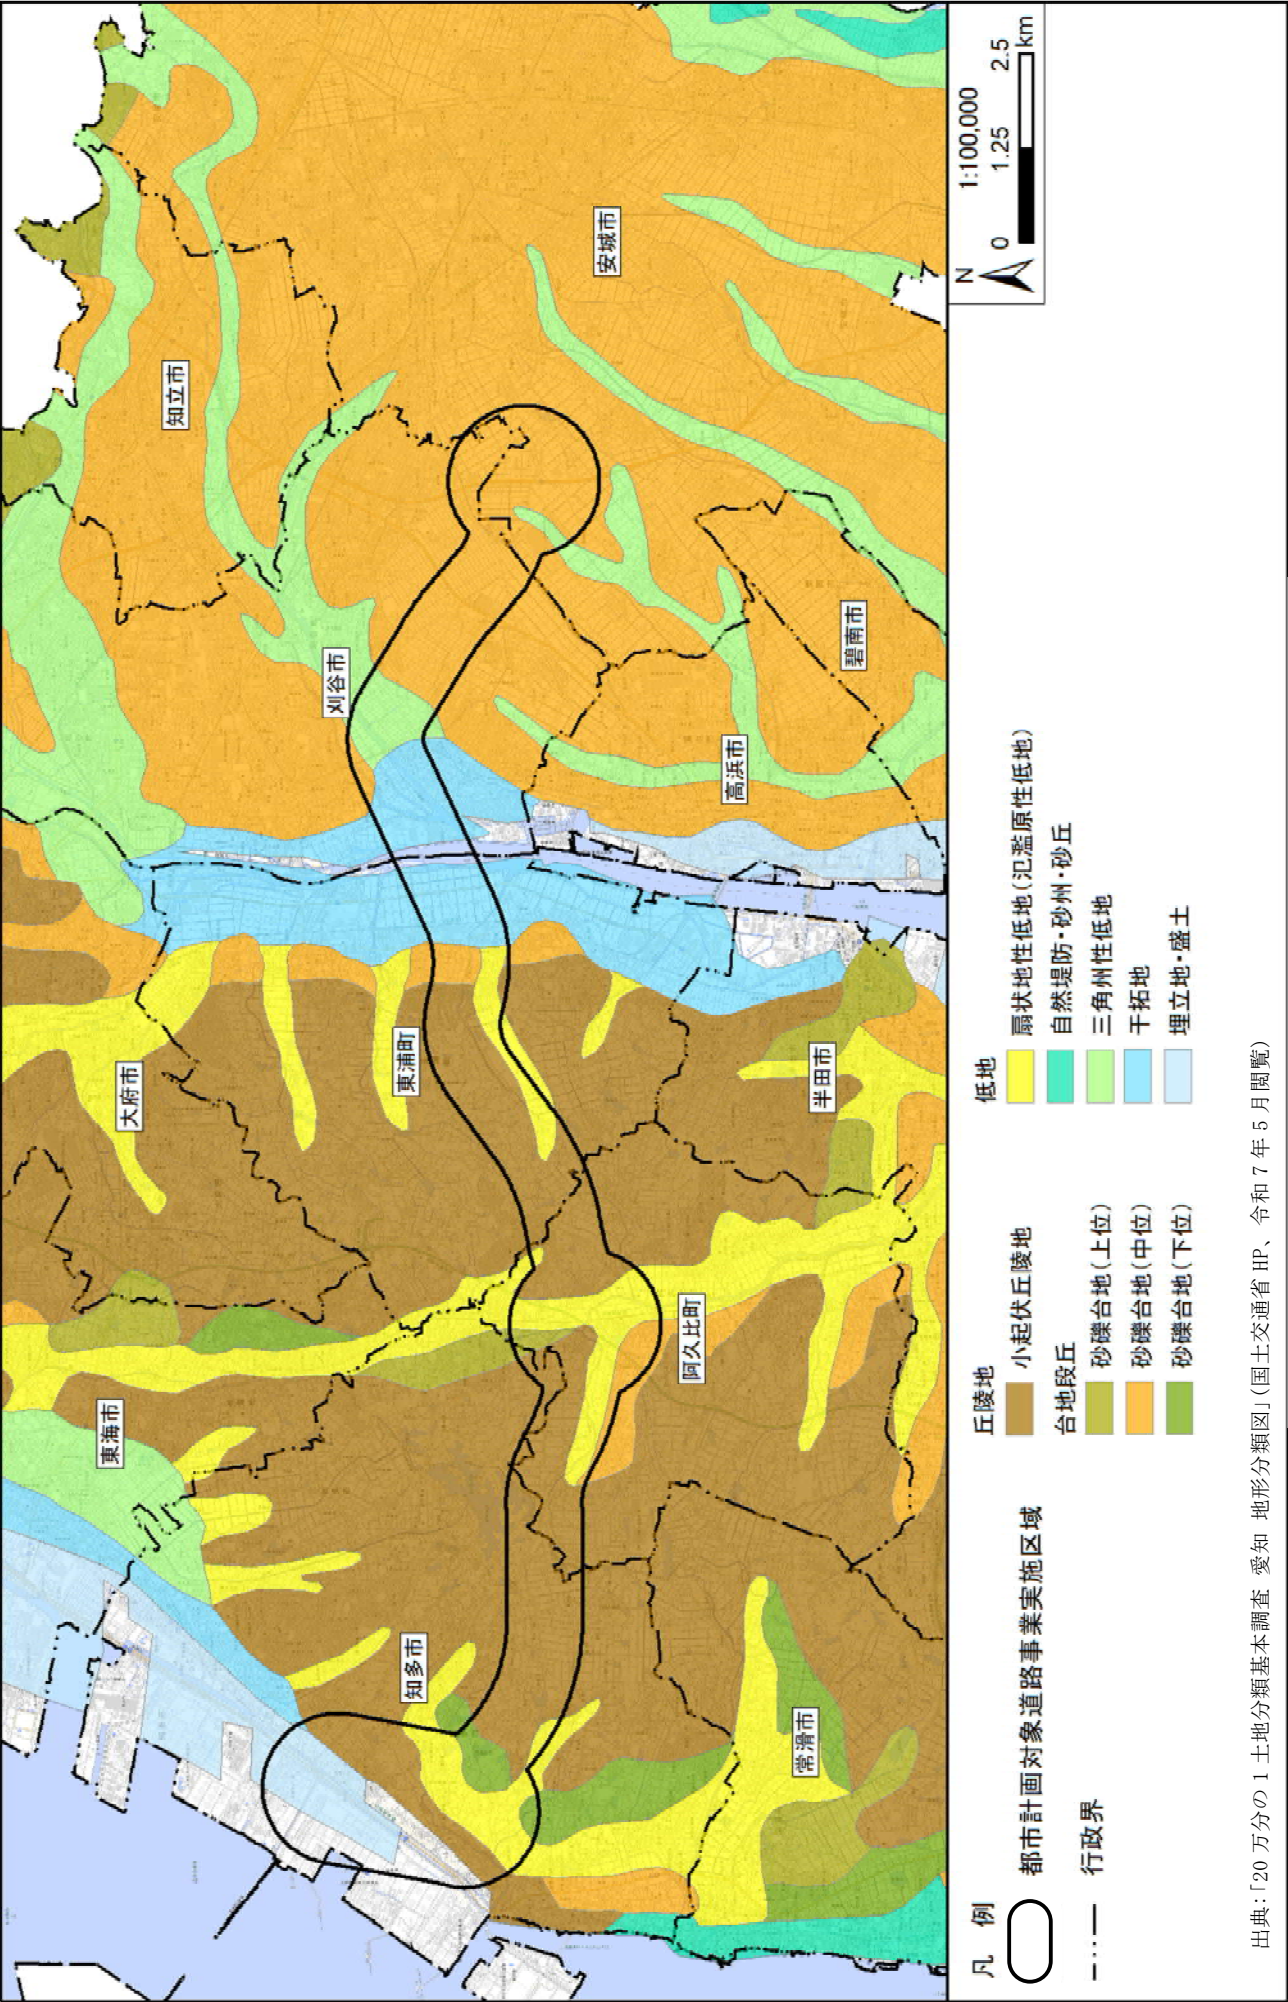 知多市
常滑市
東海市
大府市
東浦町
阿久比町
半田市
刈谷市
知立市
高浜市
碧南市
安城市
凡 例
都市計画対象道路事業実施区域
行政界
丘陵地
小起伏丘陵地
台地段丘
砂礫台地(上位)
砂礫台地(中位)
砂礫台地(下位)
低地
扇状地性低地(氾濫原性低地)
自然堤防・砂州・砂丘
三角州性低地
干拓地
埋立地・盛土
N
1:100,000
0 1.25 2.5
km
出典:「20 万分の 1 土地分類基本調査 愛知 地形分類図」(国土交通省 HP、令和 7 年 5 月閲覧)